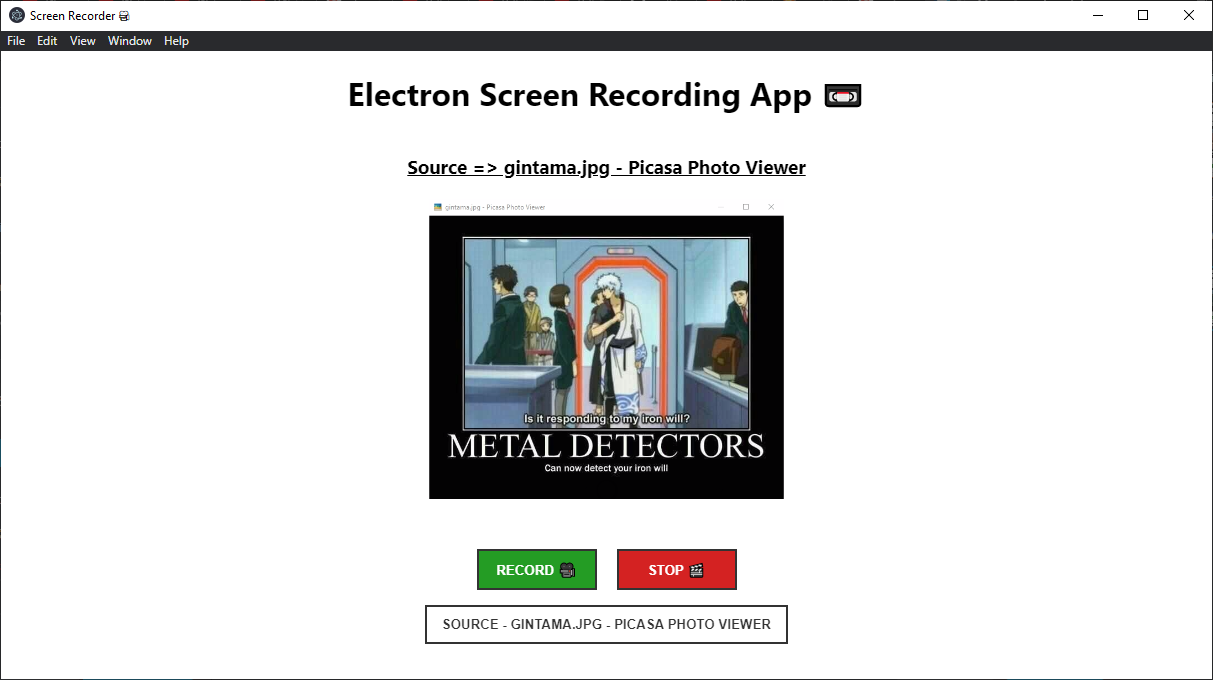 Screen Recorder
File Edit View Window Help
Electron Screen Recording App
Source => gintama.jpg - Picasa Photo Viewer
gintama.jpg - Picasa Photo Viewer
Is it responding to my iron will?
METAL DETECTORS
Can now detect your iron will
RECORD STOP
SOURCE - GINTAMA.JPG - PICASA PHOTO VIEWER